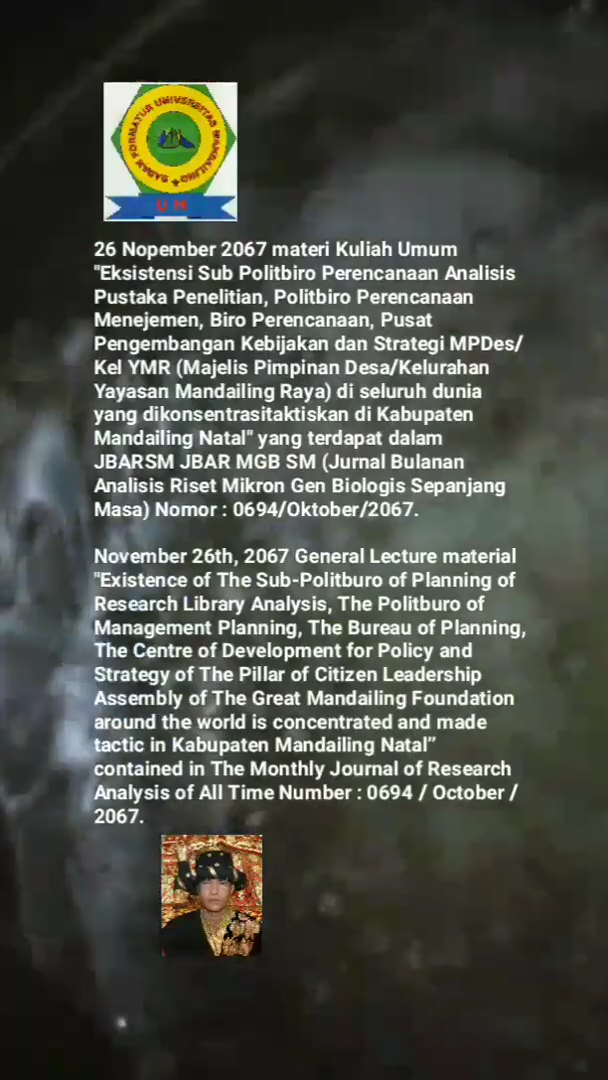 BADAN FORMATUR UNIVERSITAS MANDAILING
U M
26 Nopember 2067 materi Kuliah Umum
"Eksistensi Sub Politbiro Perencanaan Analisis
Pustaka Penelitian, Politbiro Perencanaan
Menejemen, Biro Perencanaan, Pusat
Pengembangan Kebijakan dan Strategi MPDes/
Kel YMR (Majelis Pimpinan Desa/Kelurahan
Yayasan Mandailing Raya) di seluruh dunia
yang dikonsentrasitaktiskan di Kabupaten
Mandailing Natal" yang terdapat dalam
JBARSM JBAR MGB SM (Jurnal Bulanan
Analisis Riset Mikron Gen Biologis Sepanjang
Masa) Nomor : 0694/Oktober/2067.
November 26th, 2067 General Lecture material
"Existence of The Sub-Politburo of Planning of
Research Library Analysis, The Politburo of
Management Planning, The Bureau of Planning,
The Centre of Development for Policy and
Strategy of The Pillar of Citizen Leadership
Assembly of The Great Mandailing Foundation
around the world is concentrated and made
tactic in Kabupaten Mandailing Natal”
contained in The Monthly Journal of Research
Analysis of All Time Number : 0694 / October /
2067.